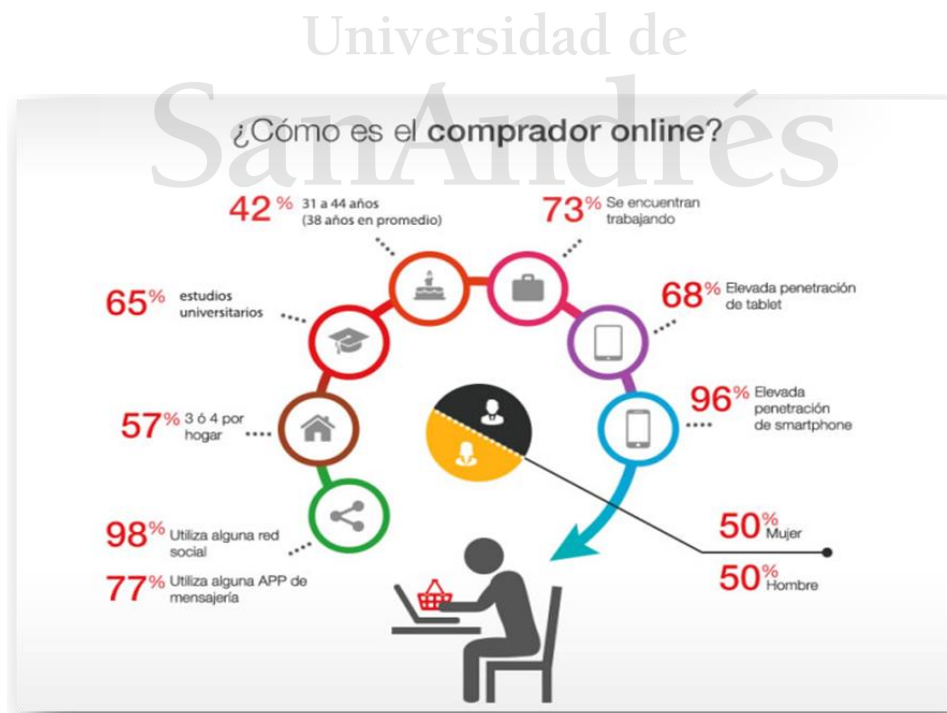 Universidad de
SanAndrés
¿Cómo es el comprador online?
42% 31 a 44 años
(38 años en promedio)
73% Se encuentran
trabajando
65% estudios
universitarios
68% Elevada penetración
de tablet
57% 3 ó 4 por
hogar
96% Elevada
penetración
de smartphone
98% Utiliza alguna red
social
77% Utiliza alguna APP de
mensajería
50% Mujer
50% Hombre